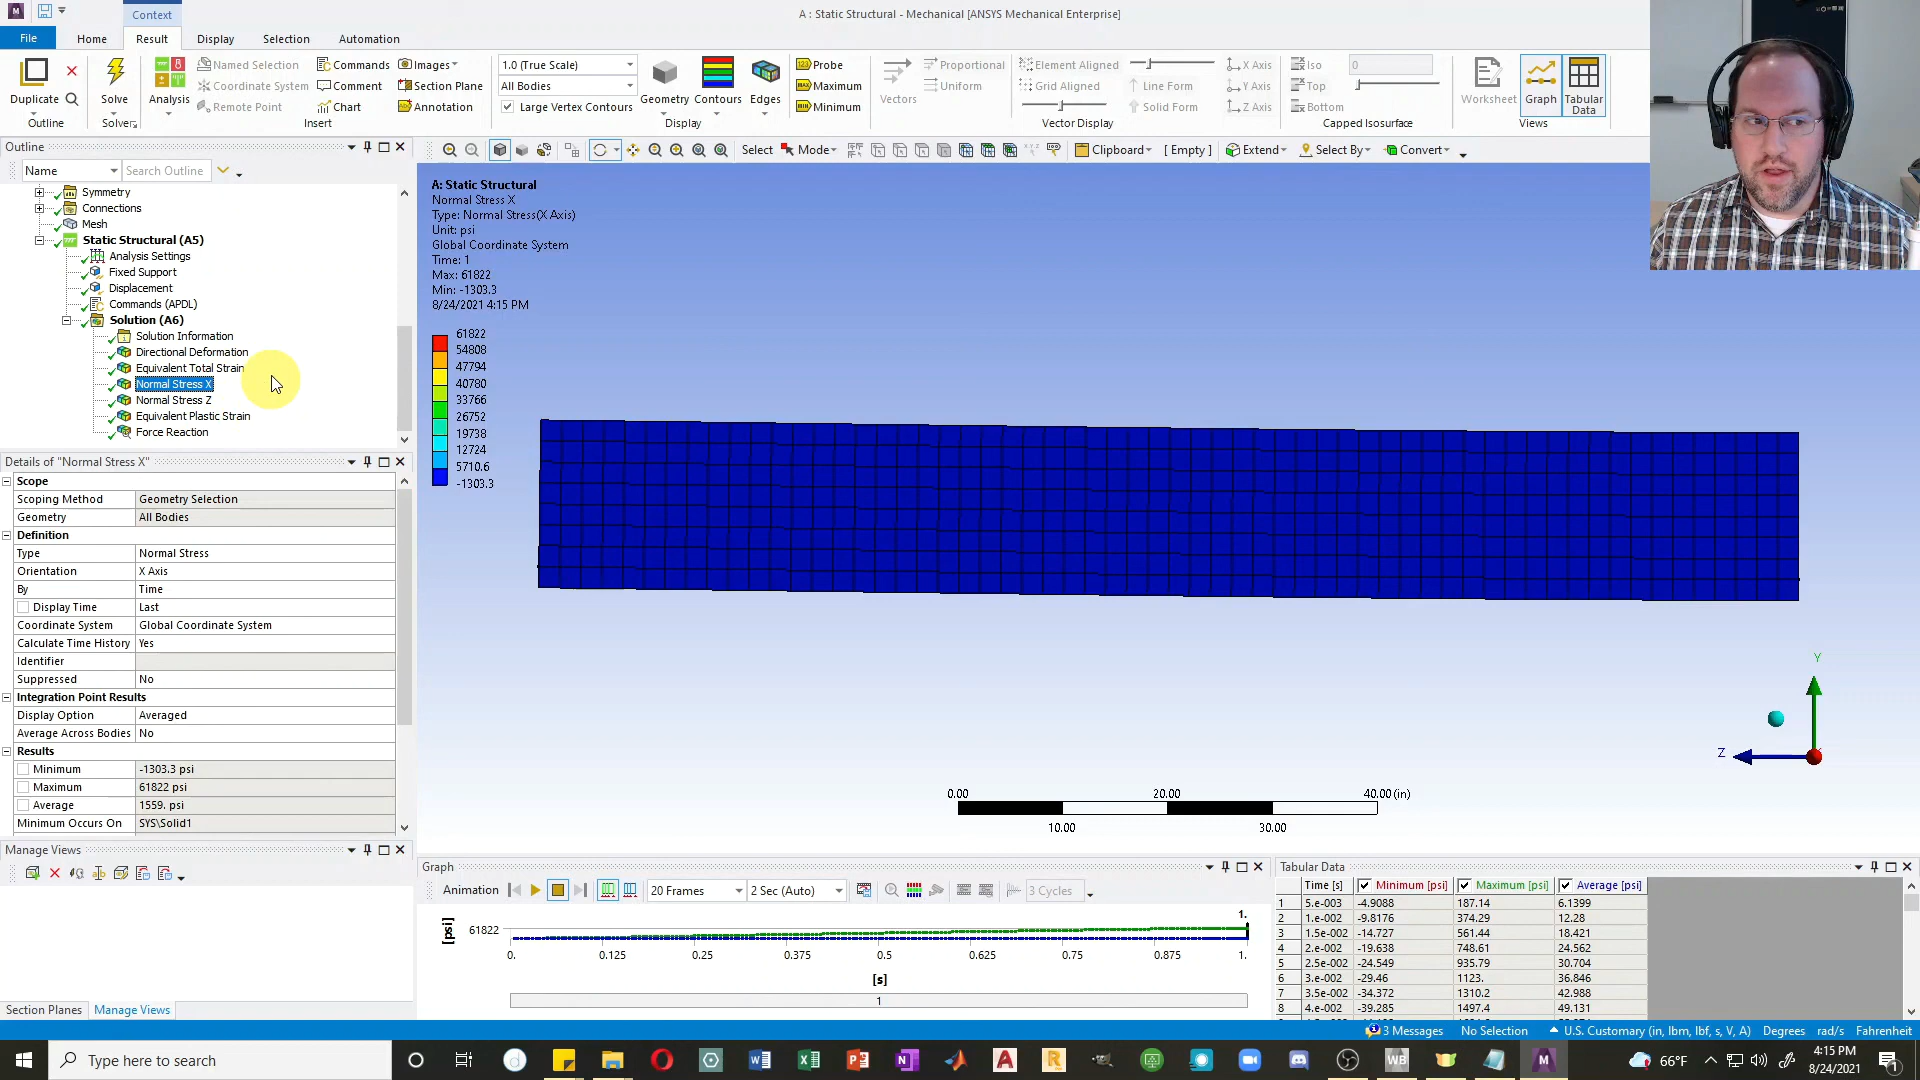 Context
A : Static Structural - Mechanical [ANSYS Mechanical Enterprise]
File Home Result Display Selection Automation
Duplicate
Outline
Solve
Solver
Analysis
Named Selection
Coordinate System
Remote Point
Commands
Comment
Chart
Images
Section Plane
Annotation
Insert
1.0 (True Scale)
All Bodies
Large Vertex Contours
Geometry
Contours
Edges
Display
Probe
Maximum
Minimum
Vectors
Proportional
Uniform
Element Aligned
Grid Aligned
Line Form
Solid Form
X Axis
Y Axis
Z Axis
Vector Display
Iso
Top
Bottom
0
Capped Isosurface
Worksheet
Graph
Tabular Data
Views
Outline
Name Search Outline
Select Mode Clipboard [ Empty ] Extend Select By Convert
Symmetry
Connections
Mesh
Static Structural (A5)
Analysis Settings
Fixed Support
Displacement
Commands (APDL)
Solution (A6)
Solution Information
Directional Deformation
Equivalent Total Strain
Normal Stress X
Normal Stress Z
Equivalent Plastic Strain
Force Reaction
Details of "Normal Stress X"
Scope
Scoping Method Geometry Selection
Geometry All Bodies
Definition
Type Normal Stress
Orientation X Axis
By Time
Display Time Last
Coordinate System Global Coordinate System
Calculate Time History Yes
Identifier
Suppressed No
Integration Point Results
Display Option Averaged
Average Across Bodies No
Results
Minimum -1303.3 psi
Maximum 61822 psi
Average 1559. psi
Minimum Occurs On SYS\Solid1
Manage Views
Section Planes Manage Views
A: Static Structural
Normal Stress X
Type: Normal Stress(X Axis)
Unit: psi
Global Coordinate System
Time: 1
Max: 61822
Min: -1303.3
8/24/2021 4:15 PM
61822
54808
47794
40780
33766
26752
19738
12724
5710.6
-1303.3
Y
Z
0.00 20.00 40.00 (in)
10.00 30.00
Graph
Animation 20 Frames 2 Sec (Auto) 3 Cycles
1.
[psi]
61822
0. 0.125 0.25 0.375 0.5 0.625 0.75 0.875 1.
[s]
1
Tabular Data
Time [s] Minimum [psi] Maximum [psi] Average [psi]
1 5.e-003 -4.9088 187.14 6.1399
2 1.e-002 -9.8176 374.29 12.28
3 1.5e-002 -14.727 561.44 18.421
4 2.e-002 -19.638 748.61 24.562
5 2.5e-002 -24.549 935.79 30.704
6 3.e-002 -29.46 1123. 36.846
7 3.5e-002 -34.372 1310.2 42.988
8 4.e-002 -39.285 1497.4 49.131
3 Messages No Selection U.S. Customary (in, lbm, lbf, s, V, A) Degrees rad/s Fahrenheit
Type here to search
66°F
4:15 PM
8/24/2021